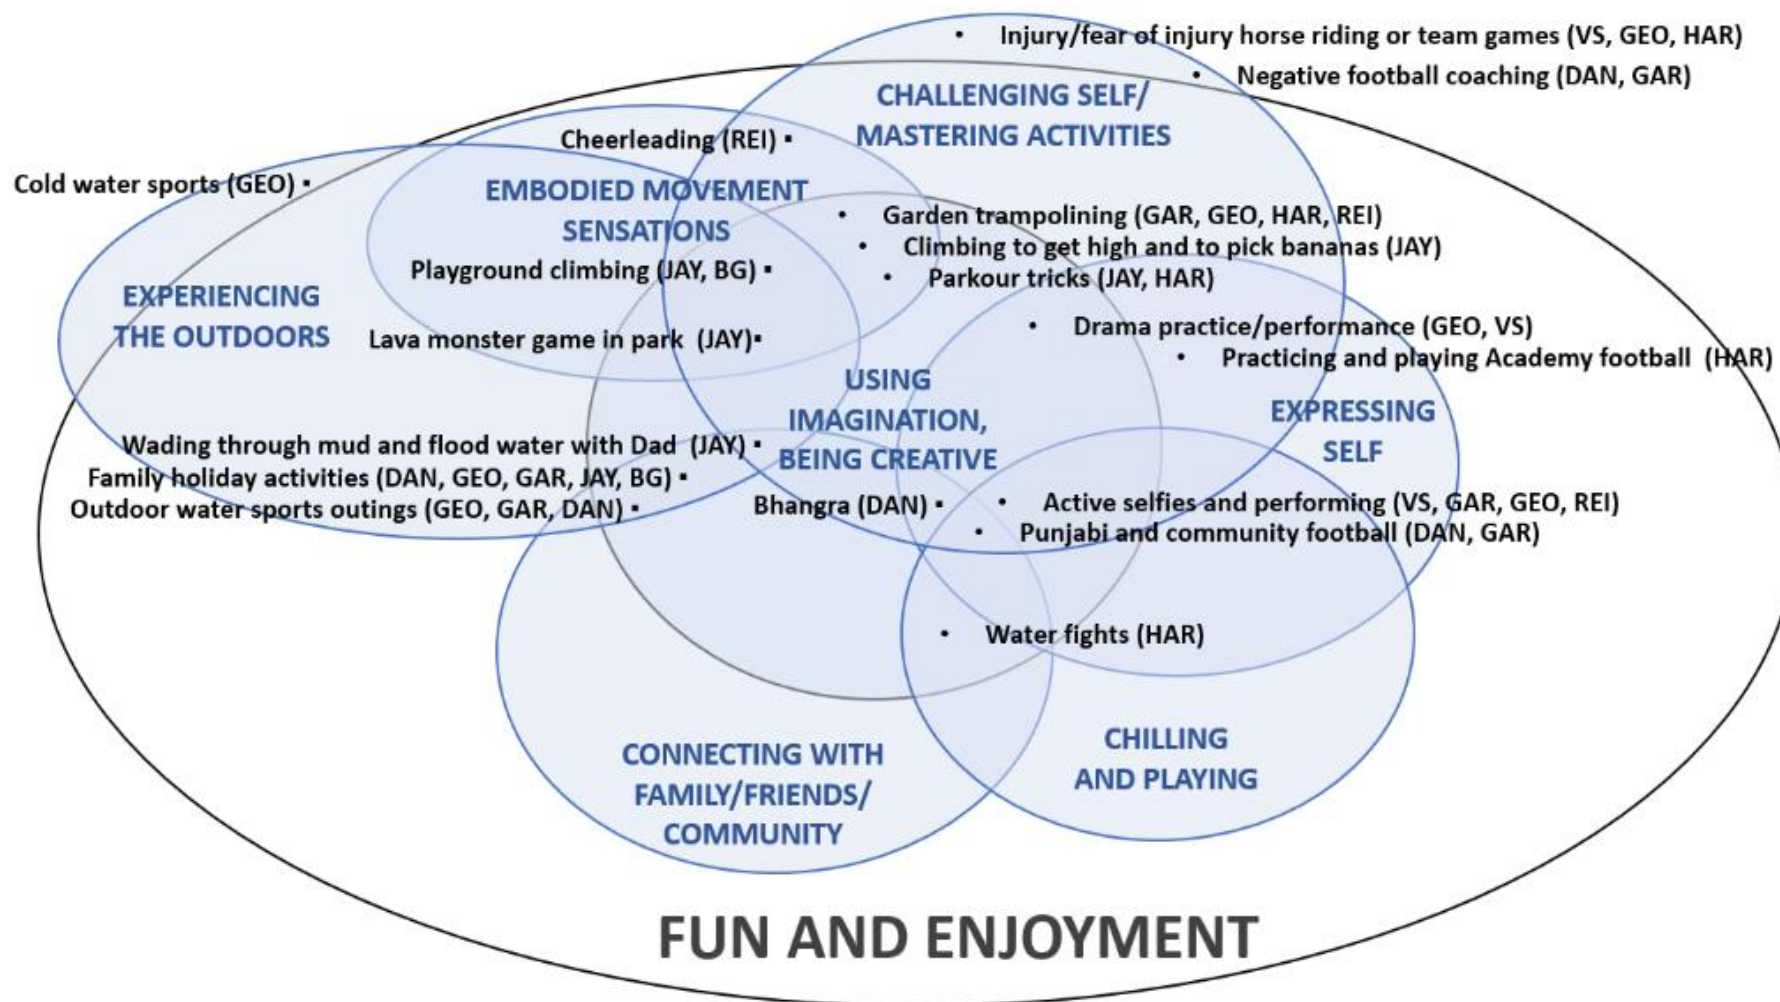 • Injury/fear of injury horse riding or team games (VS, GEO, HAR)
• Negative football coaching (DAN, GAR)
CHALLENGING SELF/
MASTERING ACTIVITIES
Cheerleading (REI) ▪
Cold water sports (GEO) ▪
EMBODIED MOVEMENT
SENSATIONS
• Garden trampolining (GAR, GEO, HAR, REI)
• Climbing to get high and to pick bananas (JAY)
• Parkour tricks (JAY, HAR)
Playground climbing (JAY, BG) ▪
EXPERIENCING
THE OUTDOORS
Lava monster game in park (JAY)▪
• Drama practice/performance (GEO, VS)
• Practicing and playing Academy football (HAR)
USING
IMAGINATION,
BEING CREATIVE
EXPRESSING
SELF
Wading through mud and flood water with Dad (JAY) ▪
Family holiday activities (DAN, GEO, GAR, JAY, BG) ▪
Outdoor water sports outings (GEO, GAR, DAN) ▪
Bhangra (DAN) ▪
• Active selfies and performing (VS, GAR, GEO, REI)
• Punjabi and community football (DAN, GAR)
• Water fights (HAR)
CONNECTING WITH
FAMILY/FRIENDS/
COMMUNITY
CHILLING
AND PLAYING
FUN AND ENJOYMENT